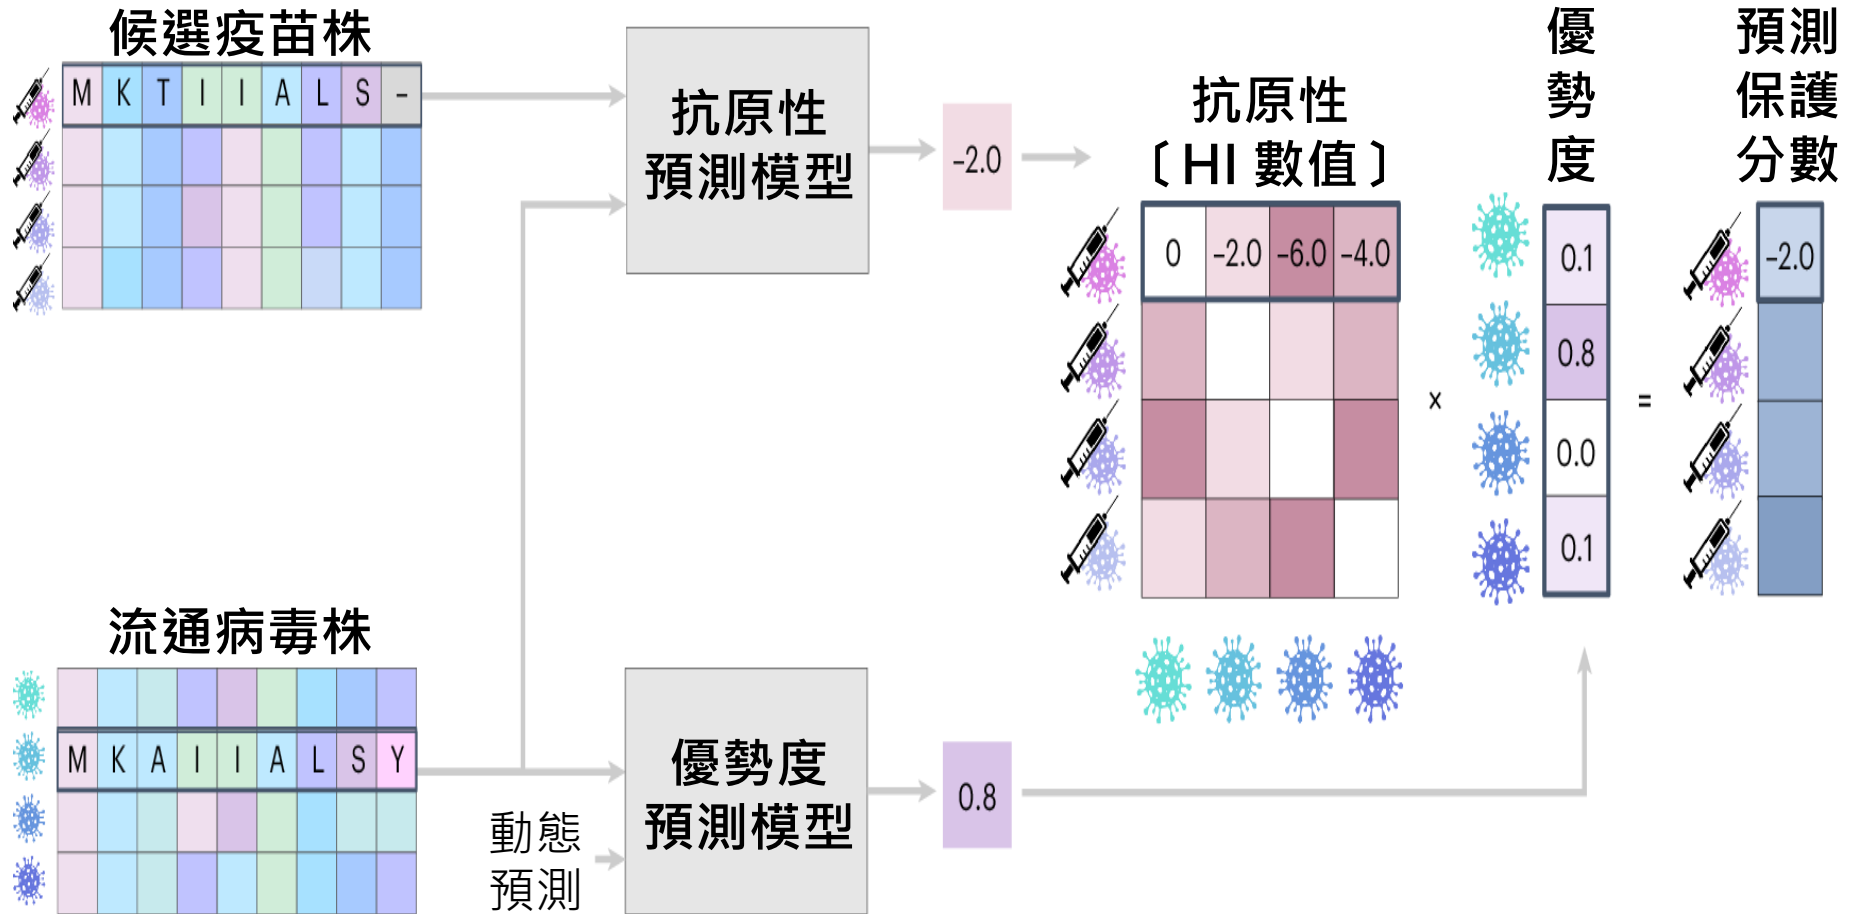 候選疫苗株
M K T I I A L S –
抗原性
預測模型
–2.0
抗原性
〔HI 數值〕
0 –2.0 –6.0 –4.0
×
優
勢
度
0.1
0.8
0.0
0.1
=
預測
保護
分數
–2.0
流通病毒株
M K A I I A L S Y
動態
預測
優勢度
預測模型
0.8